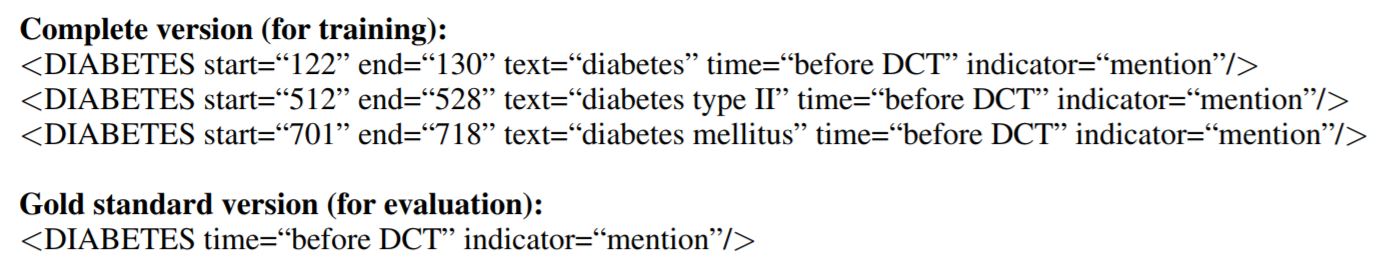 Complete version (for training):
<DIABETES start=“122” end=“130” text=“diabetes” time=“before DCT” indicator=“mention”/>
<DIABETES start=“512” end=“528” text=“diabetes type II” time=“before DCT” indicator=“mention”/>
<DIABETES start=“701” end=“718” text=“diabetes mellitus” time=“before DCT” indicator=“mention”/>
Gold standard version (for evaluation):
<DIABETES time=“before DCT” indicator=“mention”/>